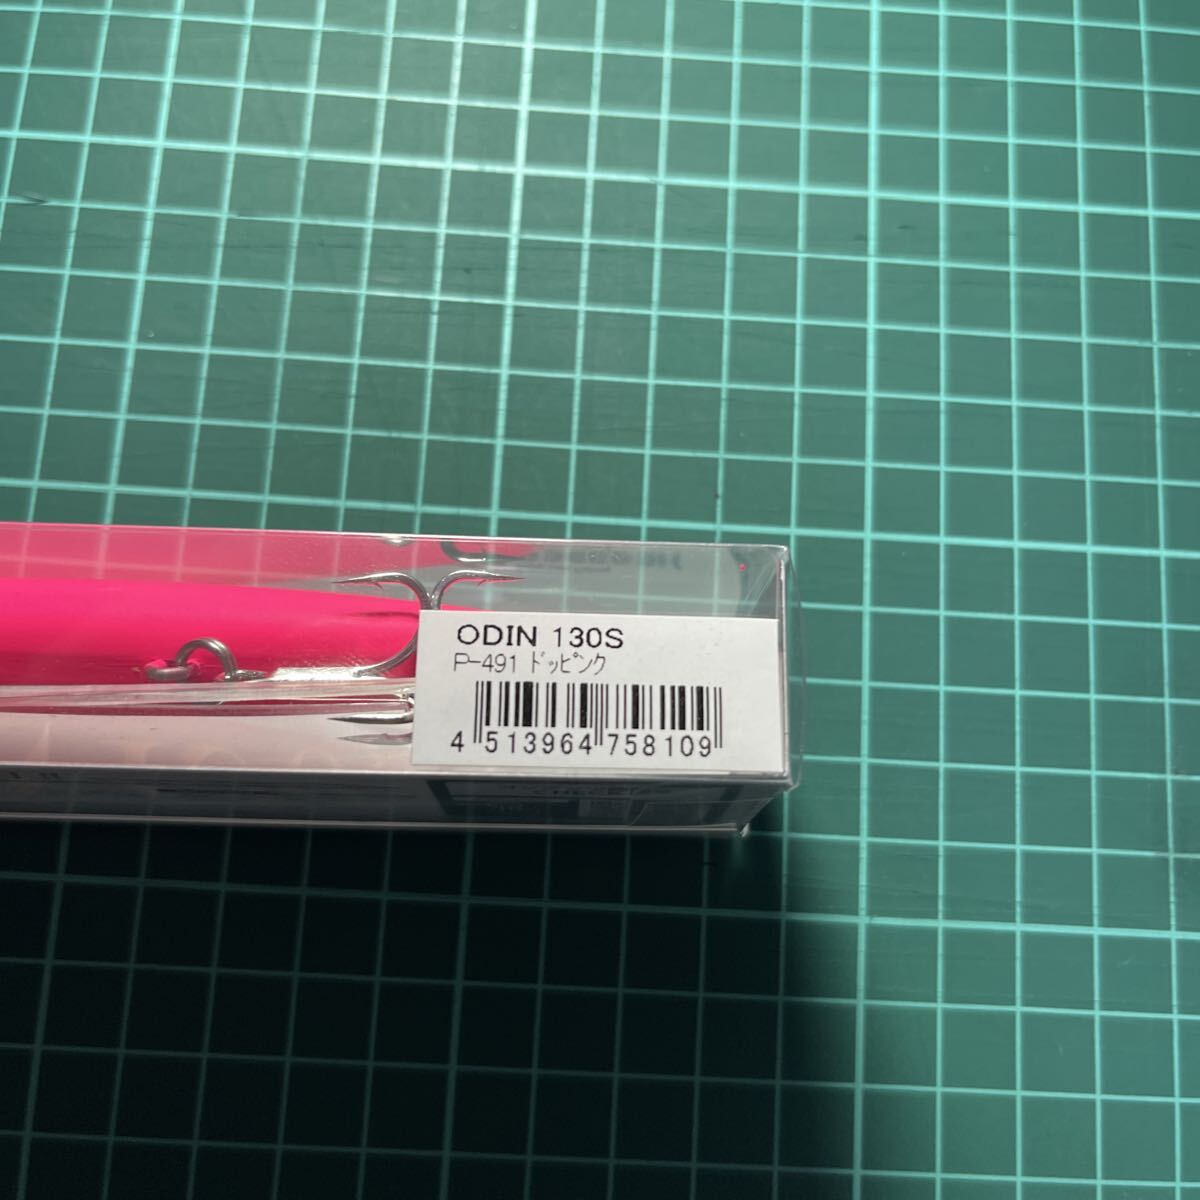 ODIN 130S
P-491 ﾄﾞｯﾋﾟﾝｸ
4 513964 758109